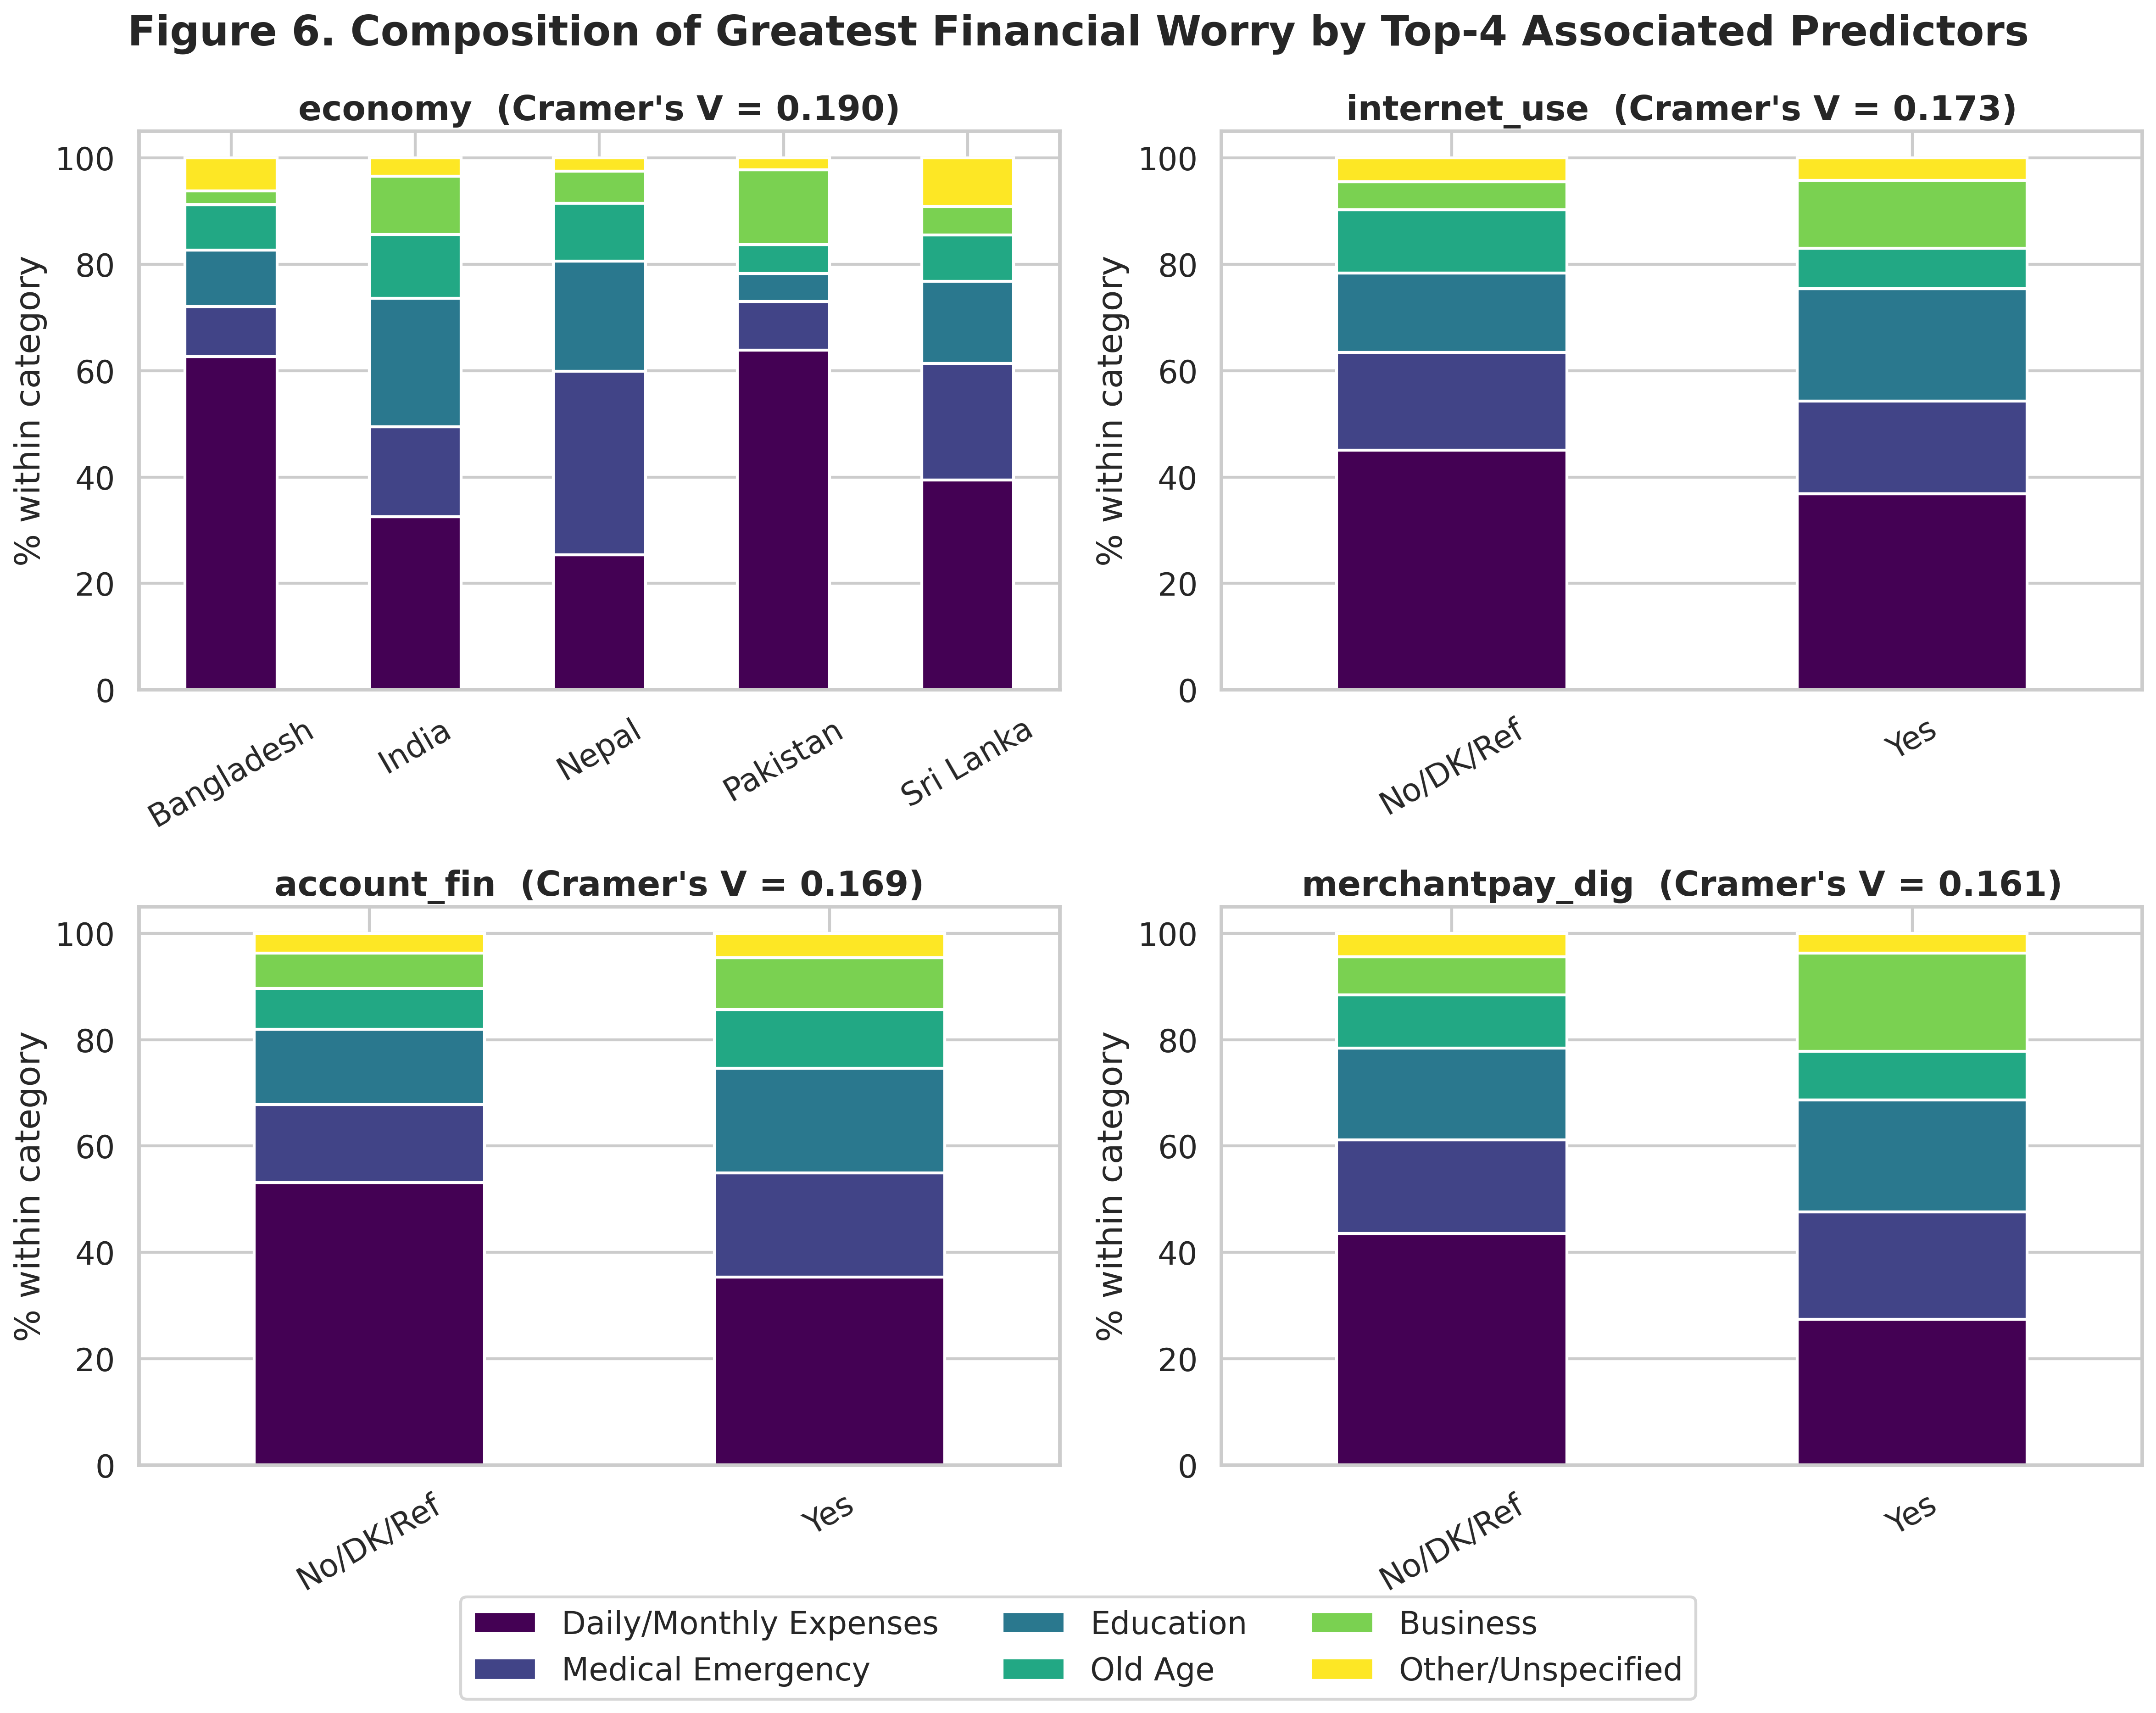 Figure 6. Composition of Greatest Financial Worry by Top-4 Associated Predictors
economy (Cramer's V = 0.190)
% within category
100
80
60
40
20
0
Bangladesh
India
Nepal
Pakistan
Sri Lanka
internet_use (Cramer's V = 0.173)
% within category
100
80
60
40
20
0
No/DK/Ref
Yes
account_fin (Cramer's V = 0.169)
% within category
100
80
60
40
20
0
No/DK/Ref
Yes
merchantpay_dig (Cramer's V = 0.161)
% within category
100
80
60
40
20
0
No/DK/Ref
Yes
Daily/Monthly Expenses
Medical Emergency
Education
Old Age
Business
Other/Unspecified